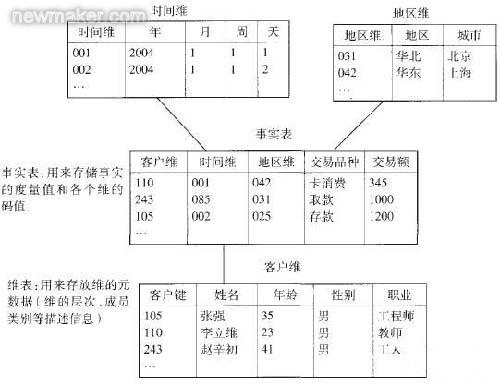 newmaker.com
时间维
地区维
时间维 年 月 周 天
001 2004 1 1 1
002 2004 1 1 2
…
地区维 地区 城市
031 华北 北京
042 华东 上海
…
事实表
事实表,用来存储事实
的度量值和各个维的
码值
客户维 时间维 地区维 交易品种 交易额
110 001 042 卡消费 345
243 085 031 取款 1000
105 002 025 存款 1200
…
客户维
维表:用来存放维的元
数据(维的层次、成员
类别等描述信息)
客户键 姓名 年龄 性别 职业
105 张强 35 男 工程师
110 李立维 23 男 教师
243 赵辛初 41 男 工人
…